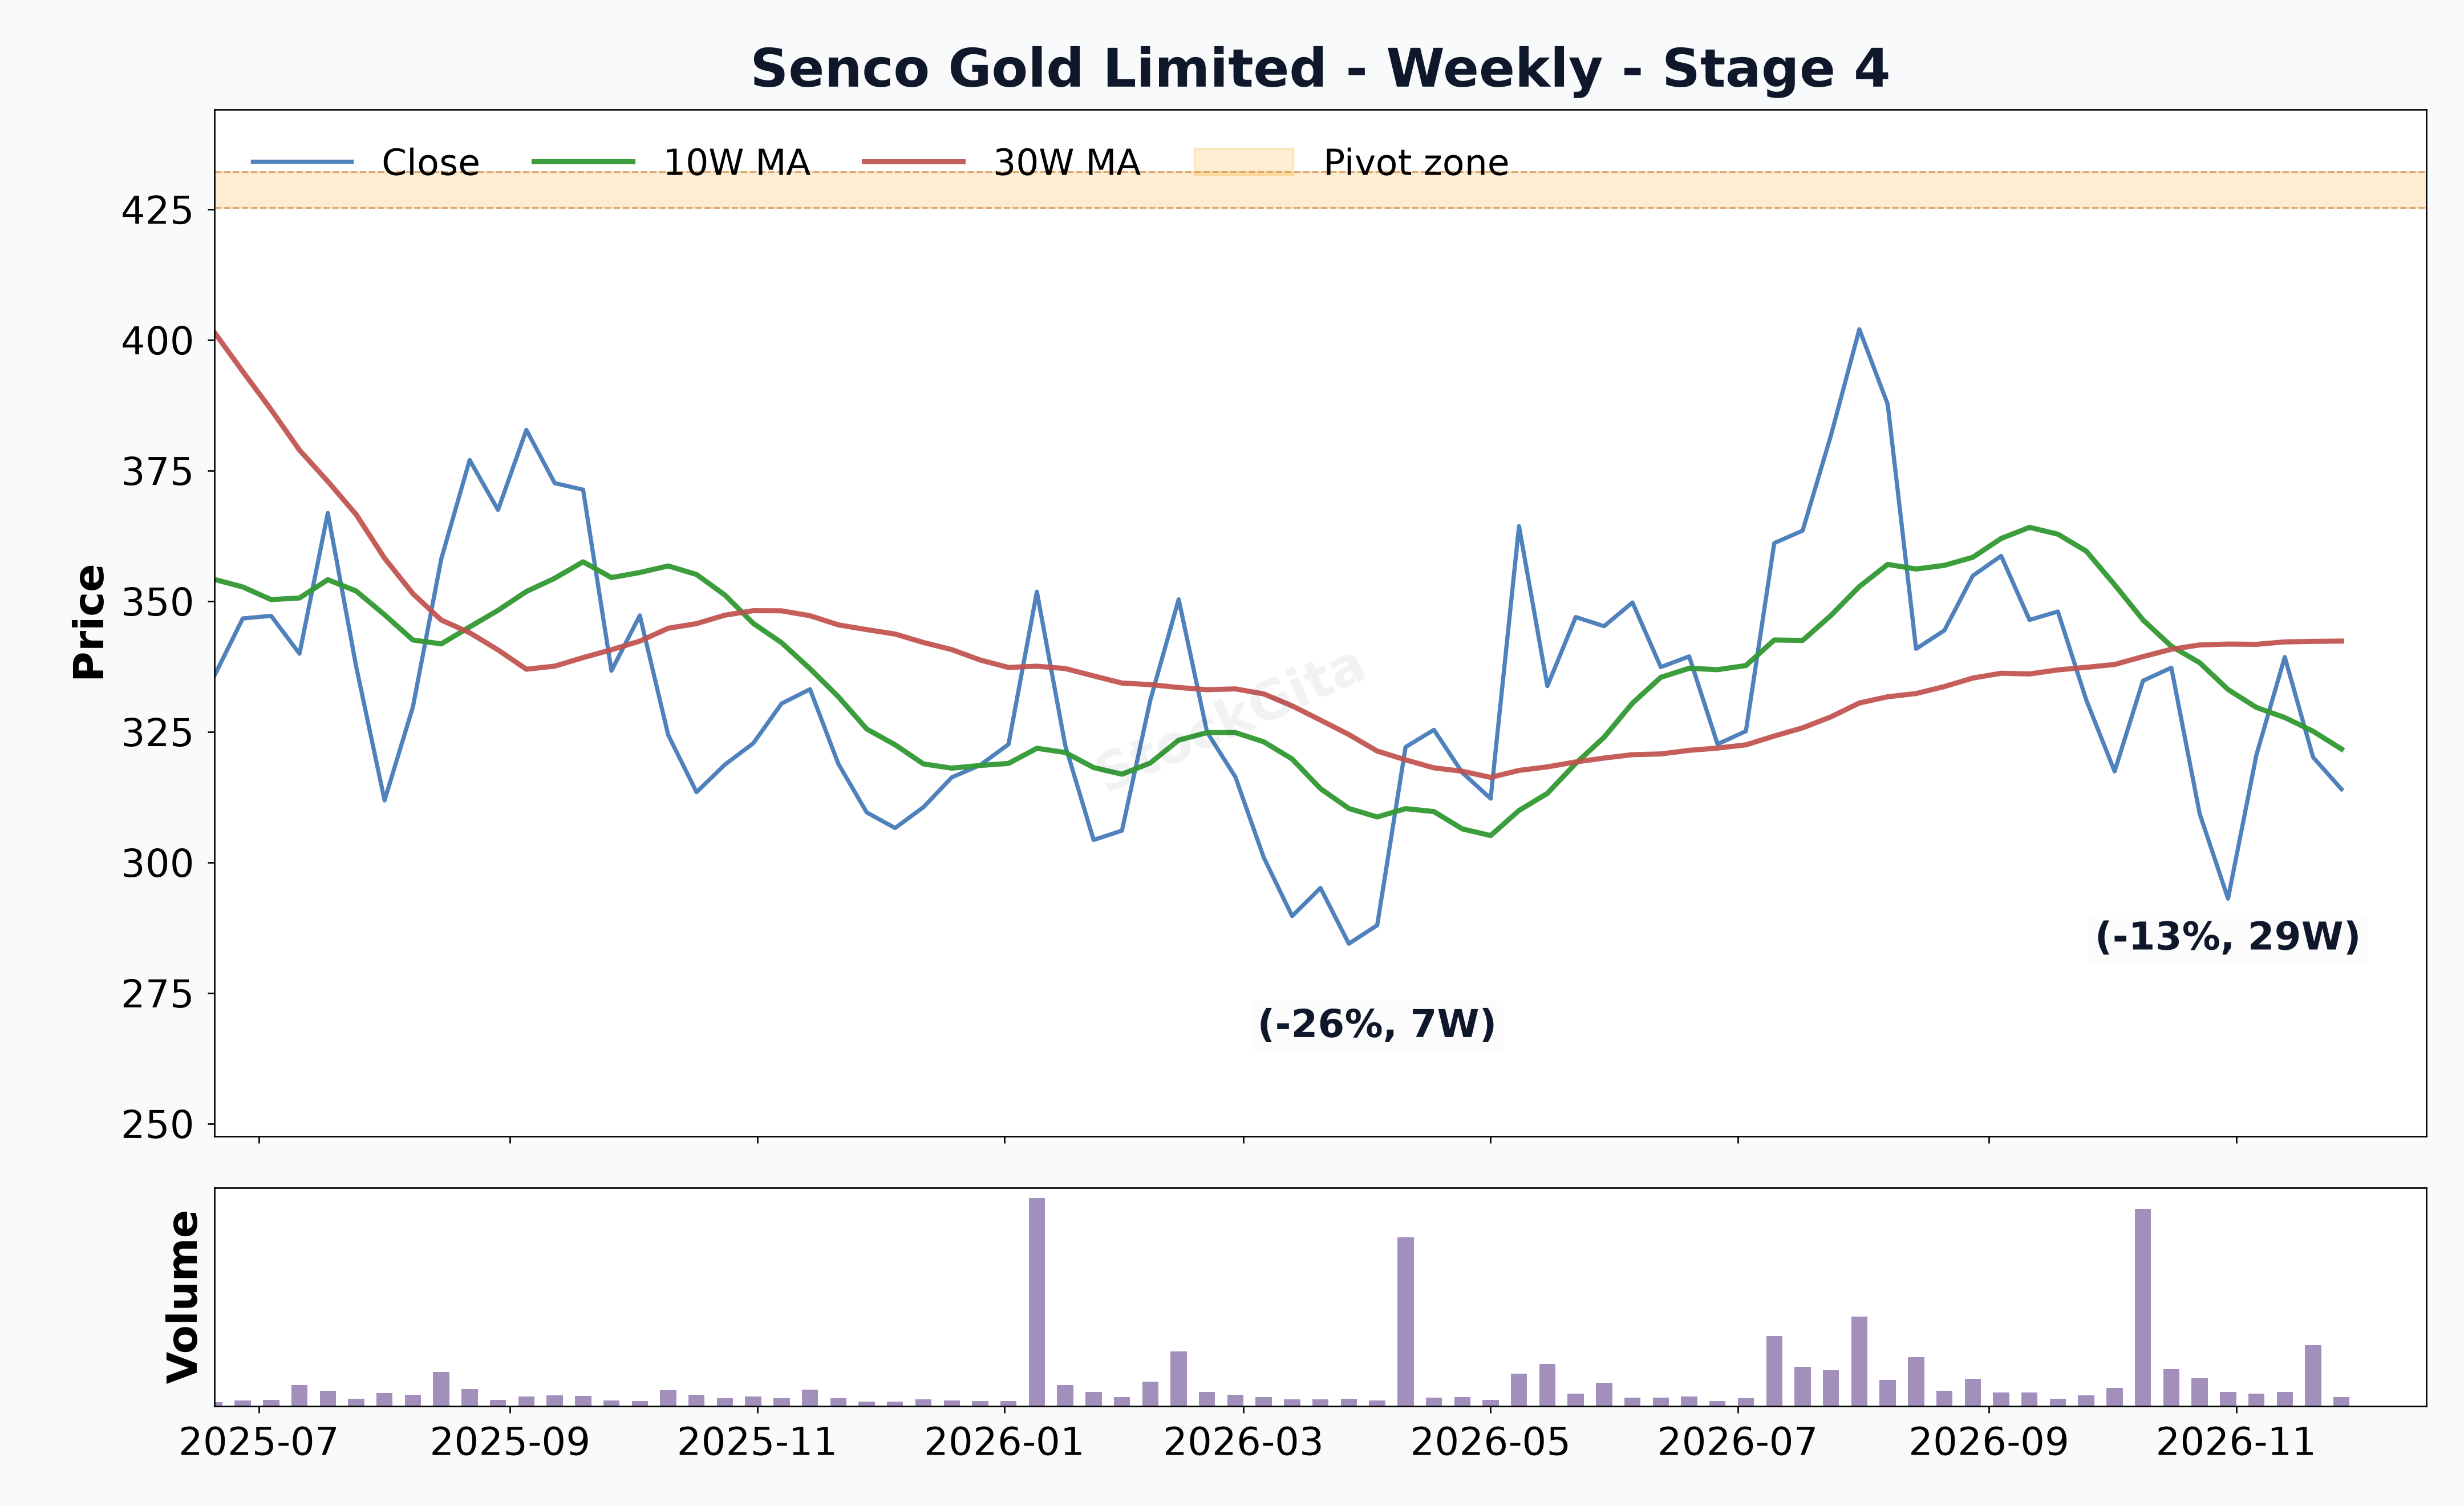 Senco Gold Limited - Weekly - Stage 4
Close 10W MA 30W MA Pivot zone
425
400
375
350
325
300
275
250
Price
StockGita
(-13%, 29W)
(-26%, 7W)
Volume
2025-07 2025-09 2025-11 2026-01 2026-03 2026-05 2026-07 2026-09 2026-11